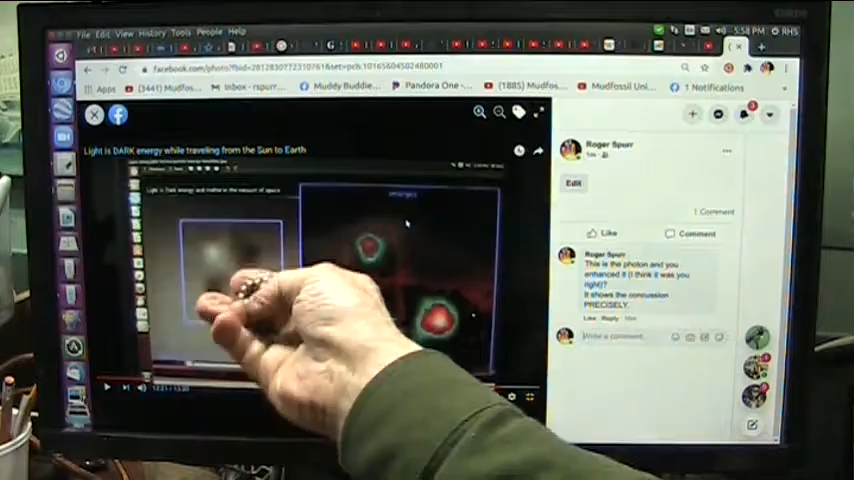 File Edit View History Bookmarks Tools People Help
5:58 PM RHS
facebook.com/photo?fbid=2812830772310761&set=pcb.10165604502480001
Apps (3441) Mudfos... Inbox - rspurr... Muddy Buddie... Pandora One -... (1885) Mudfos... Mudfossil Uni... 1 Notifications
Light is DARK energy while traveling from the Sun to Earth
Light is Dark energy and matter in the vacuum of space
Roger Spurr
1m
Edit
1 Comment
Like Comment
Roger Spurr
This is the photon and you
enhanced it (I think it was you
right)?
It shows the concussion
PRECISELY.
Like · Reply ·
Write a comment...